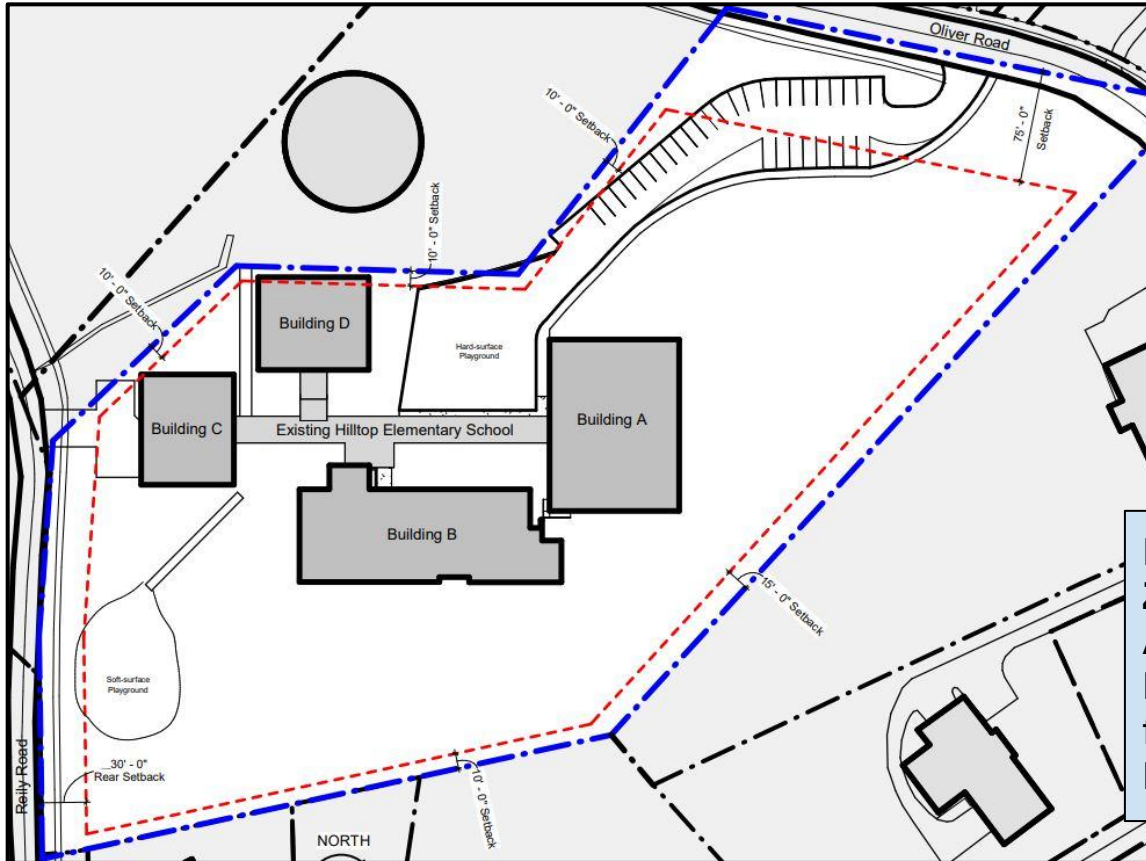 Oliver Road
10' - 0" Setback
75' - 0"
Setback
10' - 0" Setback
10' - 0" Setback
Building D
Hard-surface
Playground
Building C
Existing Hilltop Elementary School
Building A
Building B
15' - 0" Setback
Soft-surface
Playground
30' - 0"
Rear Setback
Reily Road
10' - 0" Setback
NORTH